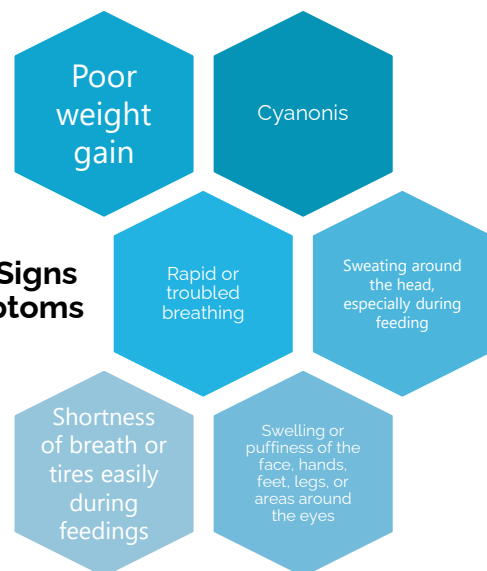 Poor
weight
gain
Cyanonis
Signs
ptoms
Rapid or
troubled
breathing
Sweating around
the head,
especially during
feeding
Shortness
of breath or
tires easily
during
feedings
Swelling or
puffiness of the
face, hands,
feet, legs, or
areas around
the eyes